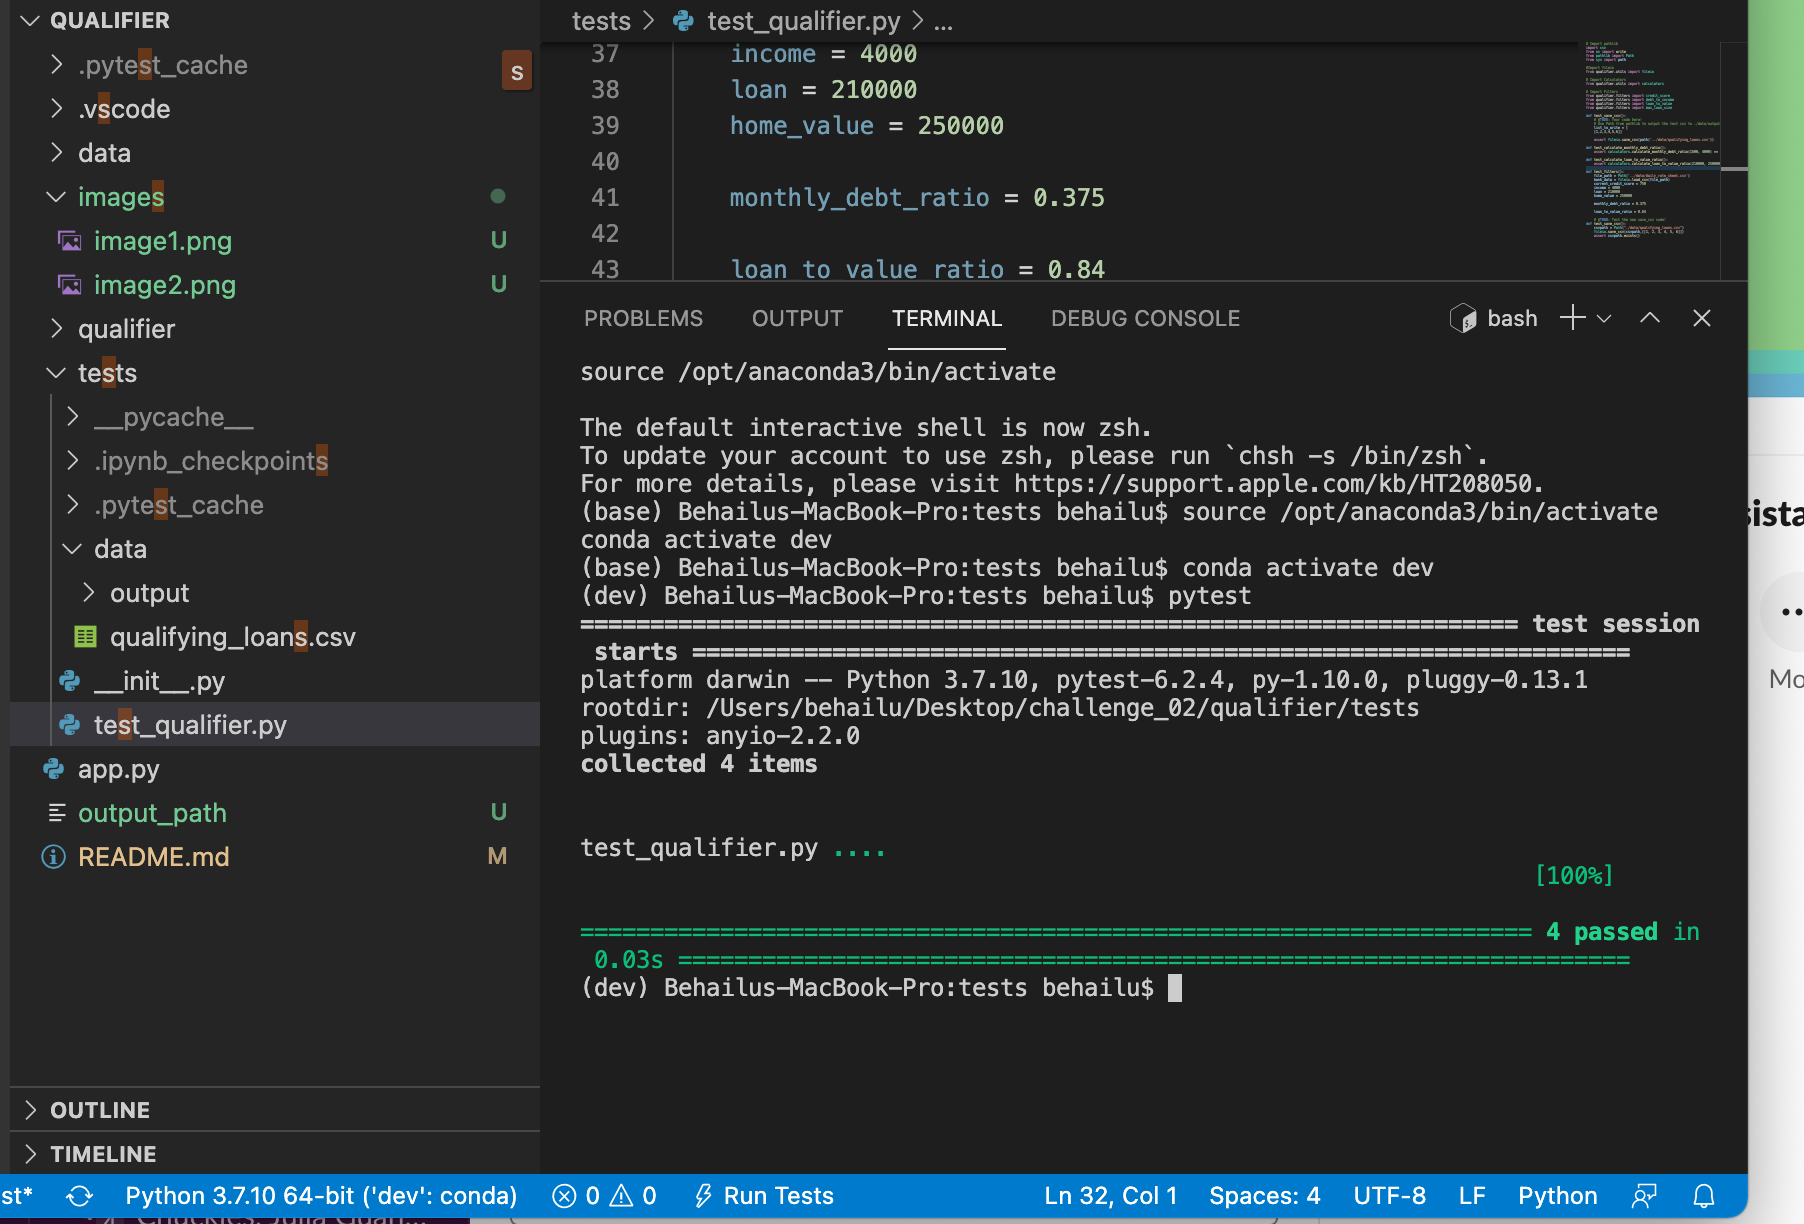 QUALIFIER
.pytest_cache
s
.vscode
data
images
image1.png U
image2.png U
qualifier
tests
__pycache__
.ipynb_checkpoints
.pytest_cache
data
output
qualifying_loans.csv
__init__.py
test_qualifier.py
app.py
output_path U
README.md M
OUTLINE
TIMELINE
tests > test_qualifier.py > ...
37 income = 4000
38 loan = 210000
39 home_value = 250000
40
41 monthly_debt_ratio = 0.375
42
43 loan_to_value_ratio = 0.84
PROBLEMS OUTPUT TERMINAL DEBUG CONSOLE bash
source /opt/anaconda3/bin/activate
The default interactive shell is now zsh.
To update your account to use zsh, please run `chsh -s /bin/zsh`.
For more details, please visit https://support.apple.com/kb/HT208050.
(base) Behailus-MacBook-Pro:tests behailu$ source /opt/anaconda3/bin/activate
conda activate dev
(base) Behailus-MacBook-Pro:tests behailu$ conda activate dev
(dev) Behailus-MacBook-Pro:tests behailu$ pytest
=================================================================== test session
starts ===================================================================
platform darwin -- Python 3.7.10, pytest-6.2.4, py-1.10.0, pluggy-0.13.1
rootdir: /Users/behailu/Desktop/challenge_02/qualifier/tests
plugins: anyio-2.2.0
collected 4 items
test_qualifier.py ....
[100%]
==================================================================== 4 passed in
0.03s ====================================================================
(dev) Behailus-MacBook-Pro:tests behailu$
st* Python 3.7.10 64-bit ('dev': conda) 0 0 Run Tests Ln 32, Col 1 Spaces: 4 UTF-8 LF Python
sista
Mo